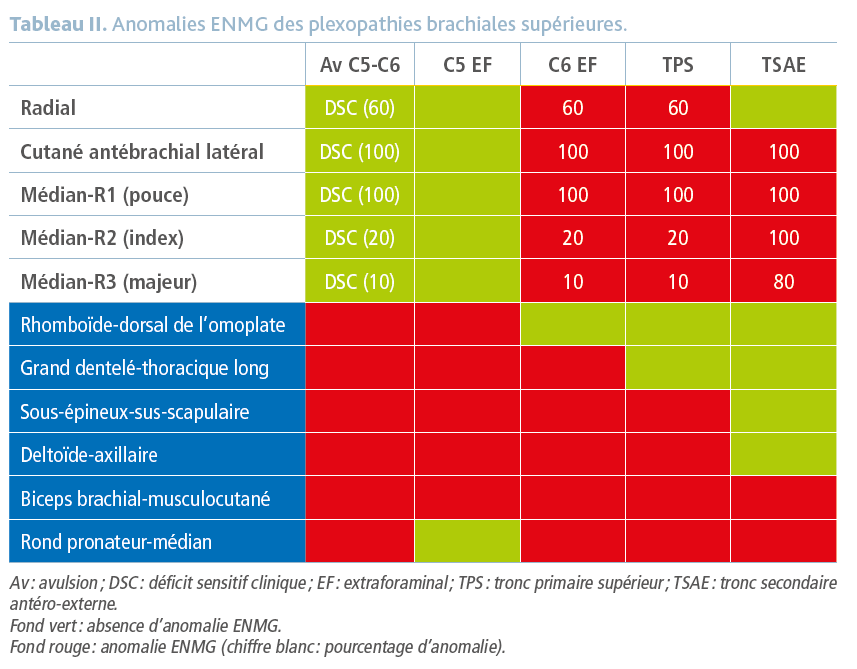 Tableau II. Anomalies ENMG des plexopathies brachiales supérieures.
Av C5-C6 C5 EF C6 EF TPS TSAE
Radial DSC (60) 60 60
Cutané antébrachial latéral DSC (100) 100 100 100
Médian-R1 (pouce) DSC (100) 100 100 100
Médian-R2 (index) DSC (20) 20 20 100
Médian-R3 (majeur) DSC (10) 10 10 80
Rhomboïde-dorsal de l’omoplate
Grand dentelé-thoracique long
Sous-épineux-sus-scapulaire
Deltoïde-axillaire
Biceps brachial-musculocutané
Rond pronateur-médian
Av : avulsion ; DSC : déficit sensitif clinique ; EF : extraforaminal ; TPS : tronc primaire supérieur ; TSAE : tronc secondaire
antéro-externe.
Fond vert : absence d’anomalie ENMG.
Fond rouge : anomalie ENMG (chiffre blanc : pourcentage d’anomalie).